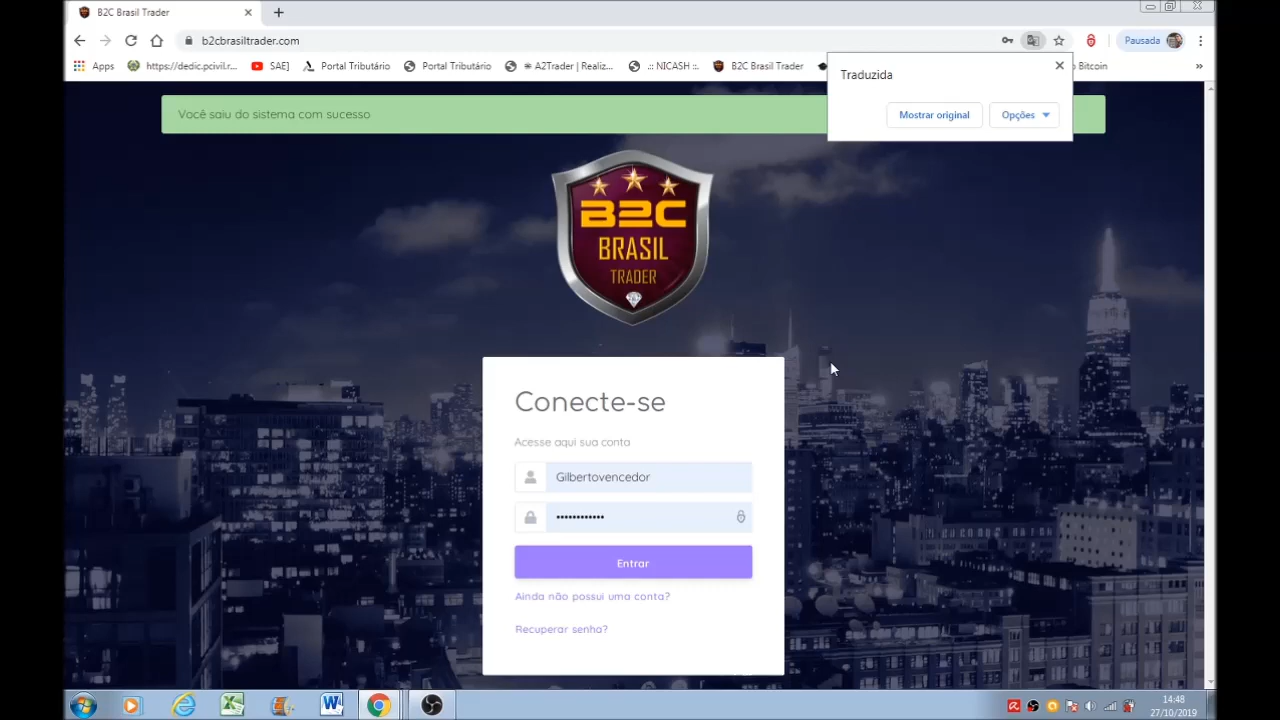 B2C Brasil Trader
b2cbrasiltrader.com
Pausada
Apps
https://dedic.pcivil.r...
SAEJ
Portal Tributário
Portal Tributário
A2Trader | Realiz...
.:: NICASH ::.
B2C Brasil Trader
o Bitcoin
»
Traduzida
Mostrar original
Opções
Você saiu do sistema com sucesso
B2C
BRASIL
TRADER
Conecte-se
Acesse aqui sua conta
Gilbertovencedor
••••••••••••
Entrar
Ainda não possui uma conta?
Recuperar senha?
14:48
27/10/2019